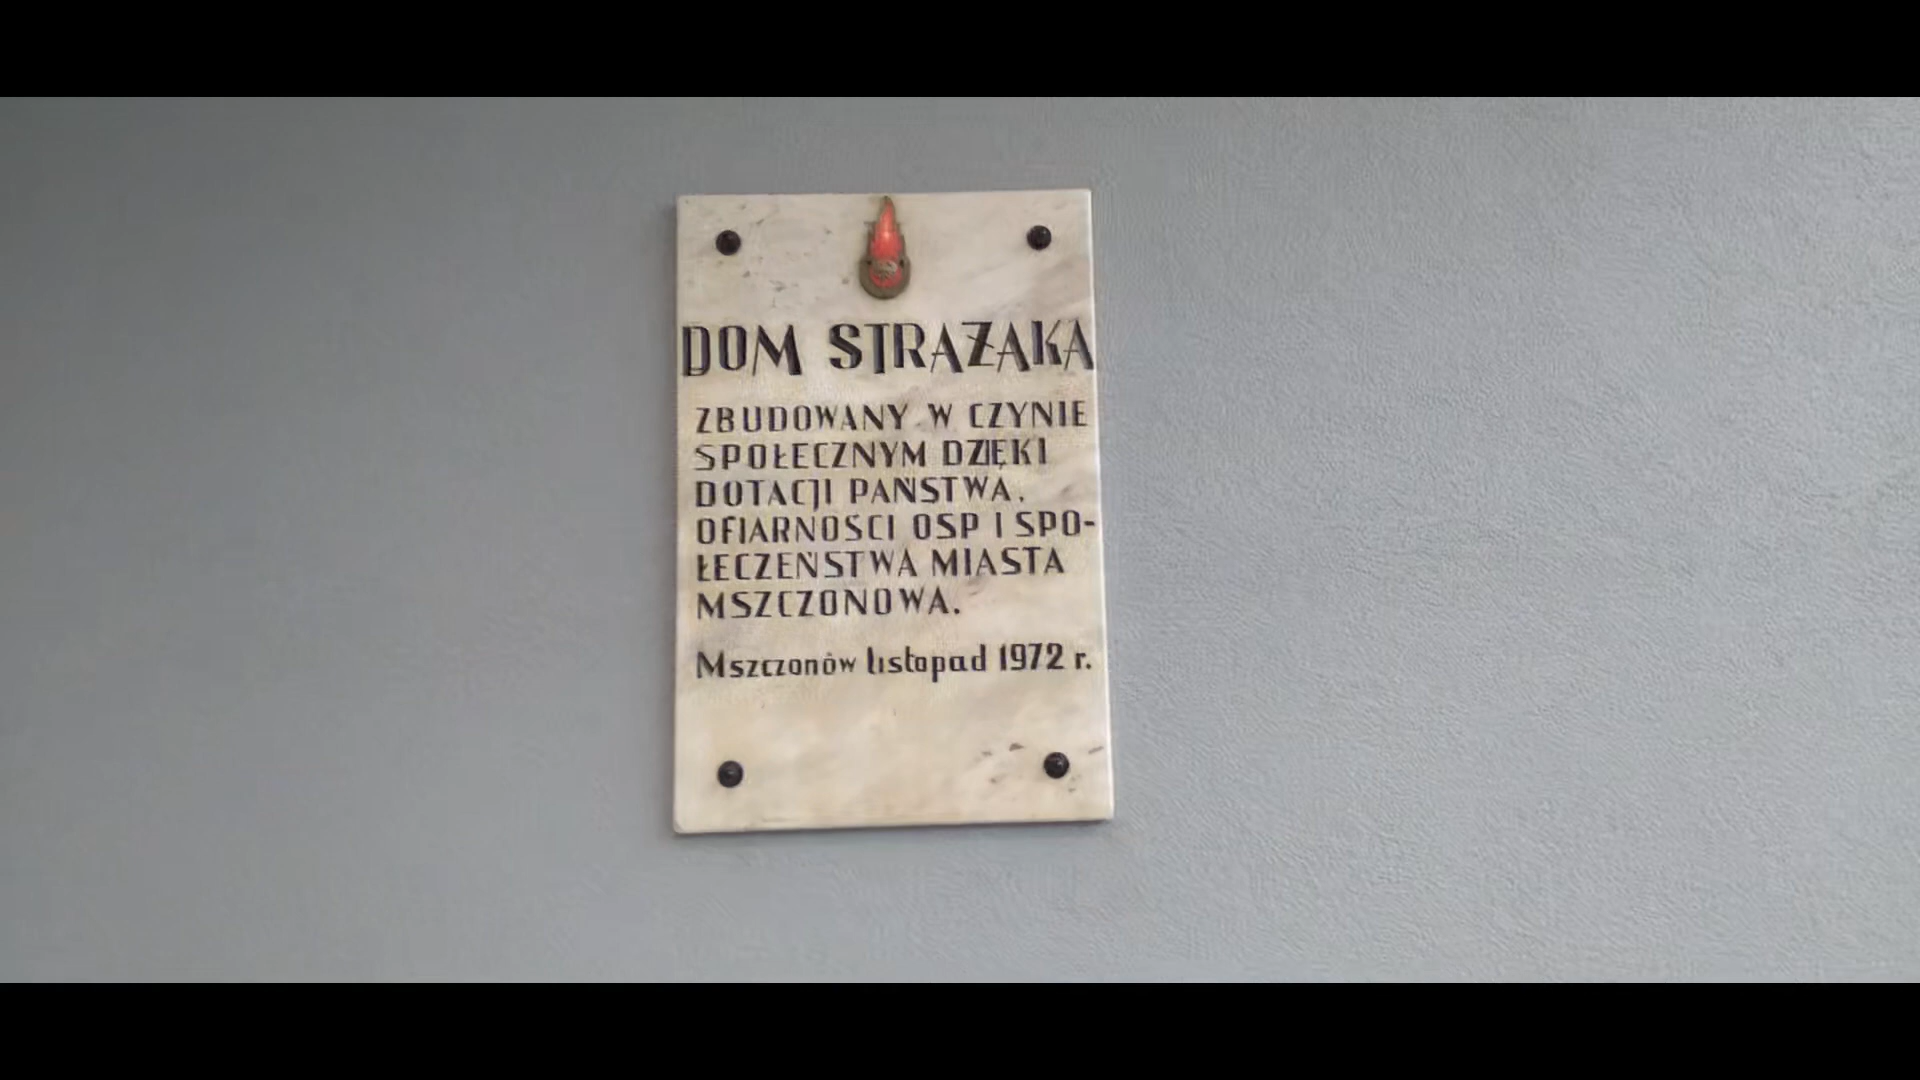 DOM STRAŻAKA
ZBUDOWANY W CZYNIE
SPOŁECZNYM DZIĘKI
DOTACJI PAŃSTWA,
OFIARNOŚCI OSP I SPO-
ŁECZEŃSTWA MIASTA
MSZCZONOWA.
Mszczonów listopad 1972 r.